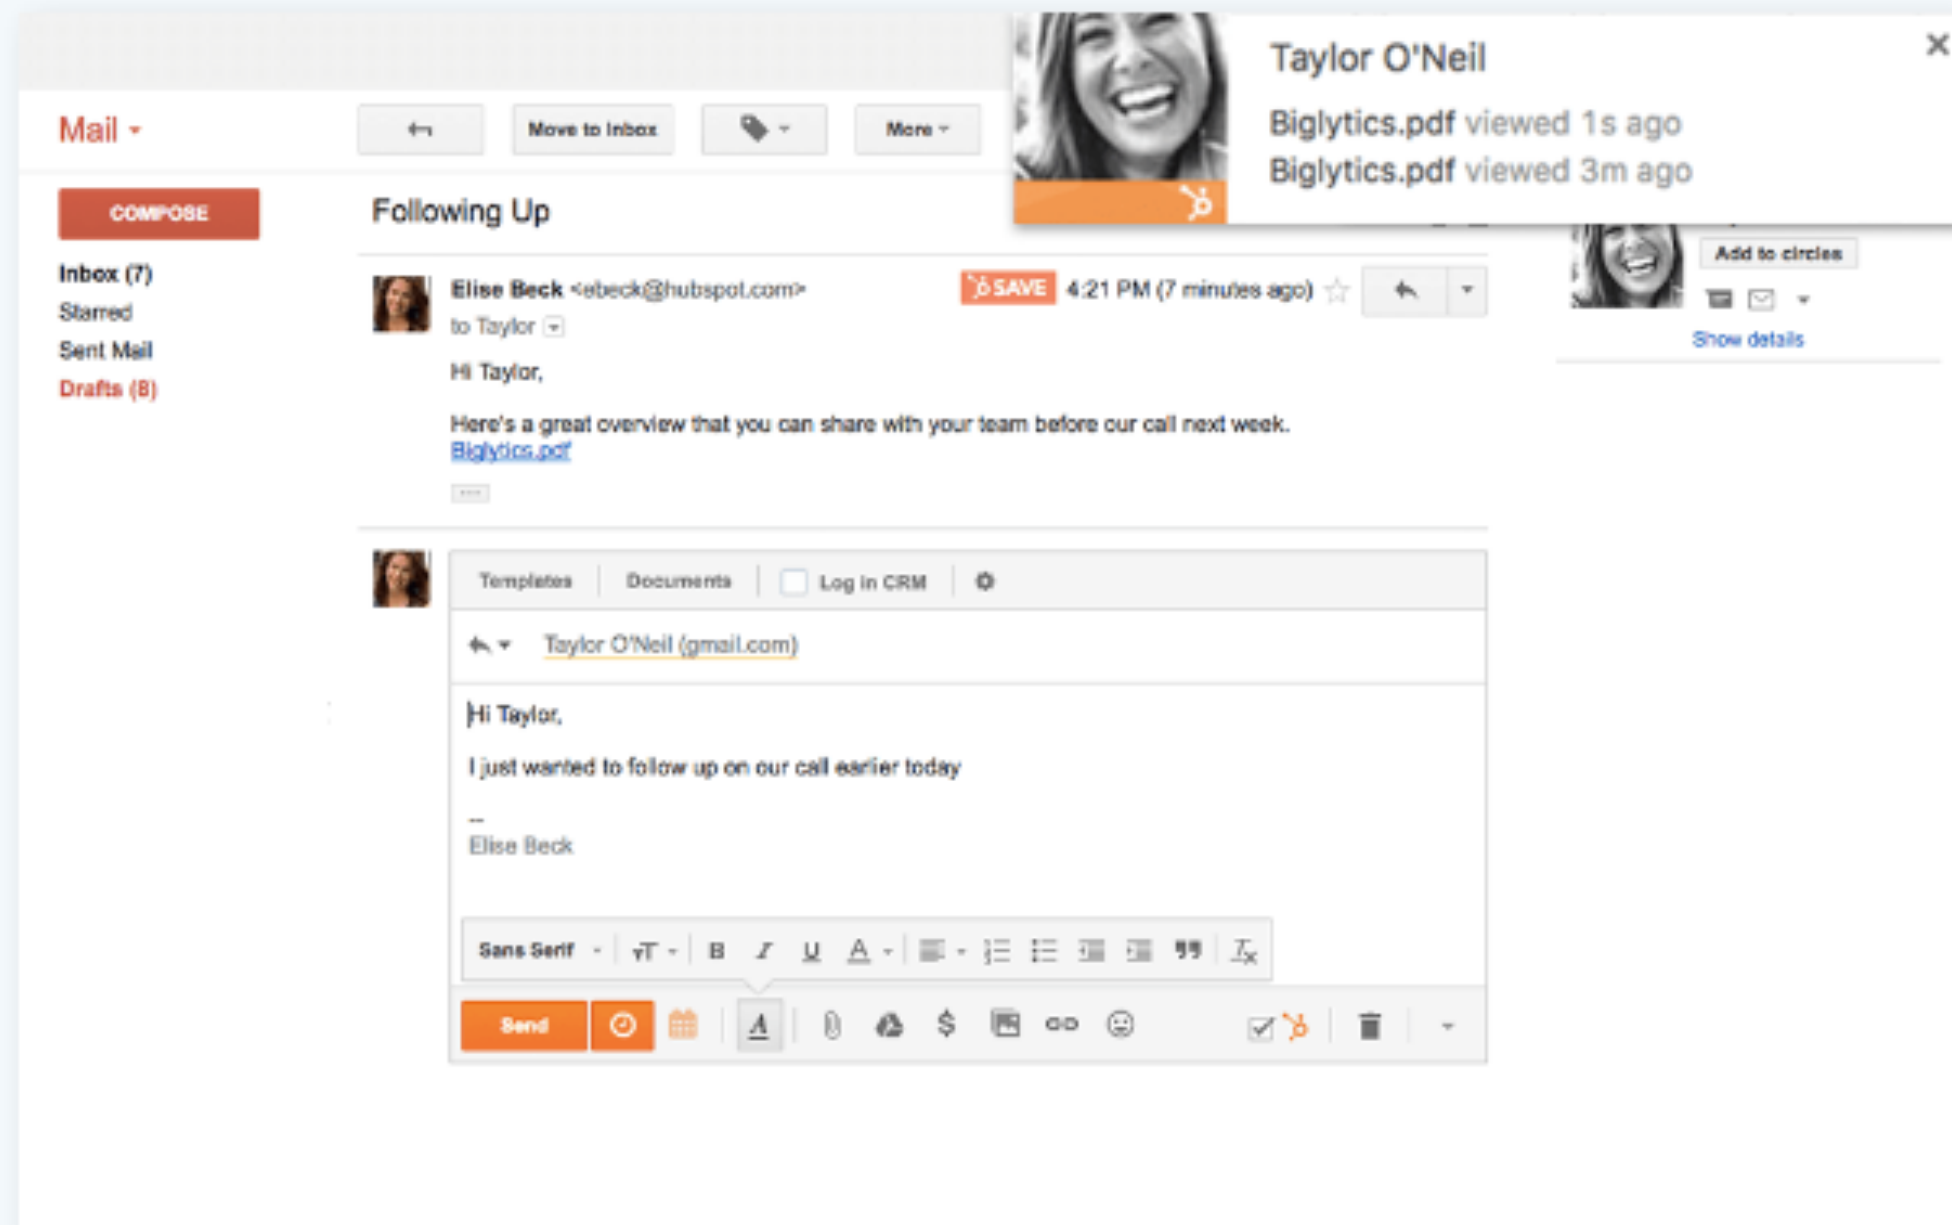 Taylor O'Neil
Biglytics.pdf viewed 1s ago
Biglytics.pdf viewed 3m ago
Mail
Move to Inbox
More
COMPOSE
Inbox (7)
Starred
Sent Mail
Drafts (8)
Following Up
Elise Beck <ebeck@hubspot.com>
SAVE
4:21 PM (7 minutes ago)
to Taylor
Hi Taylor,
Here's a great overview that you can share with your team before our call next week.
Biglytics.pdf
Add to circles
Show details
Templates
Documents
Log in CRM
Taylor O'Neil (gmail.com)
Hi Taylor,
I just wanted to follow up on our call earlier today
--
Elise Beck
Sans Serif
Send